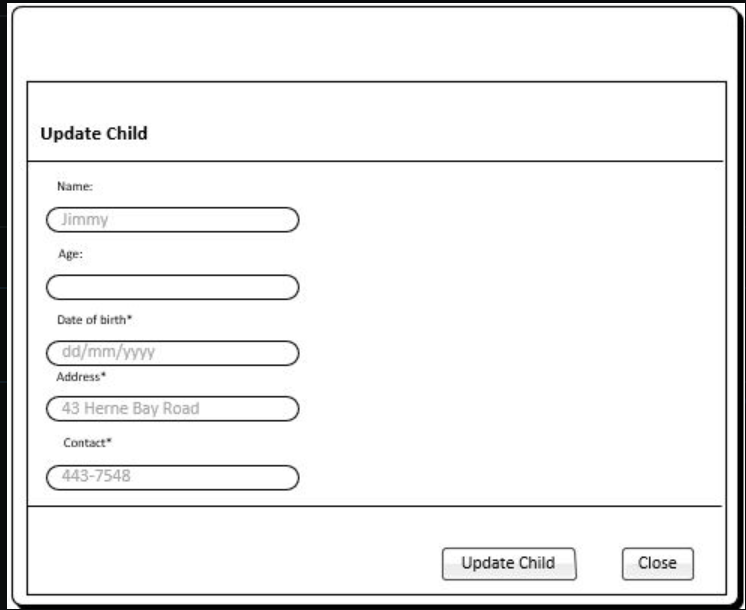 Update Child
Name:
Jimmy
Age:
Date of birth*
dd/mm/yyyy
Address*
43 Herne Bay Road
Contact*
443-7548
Update Child
Close